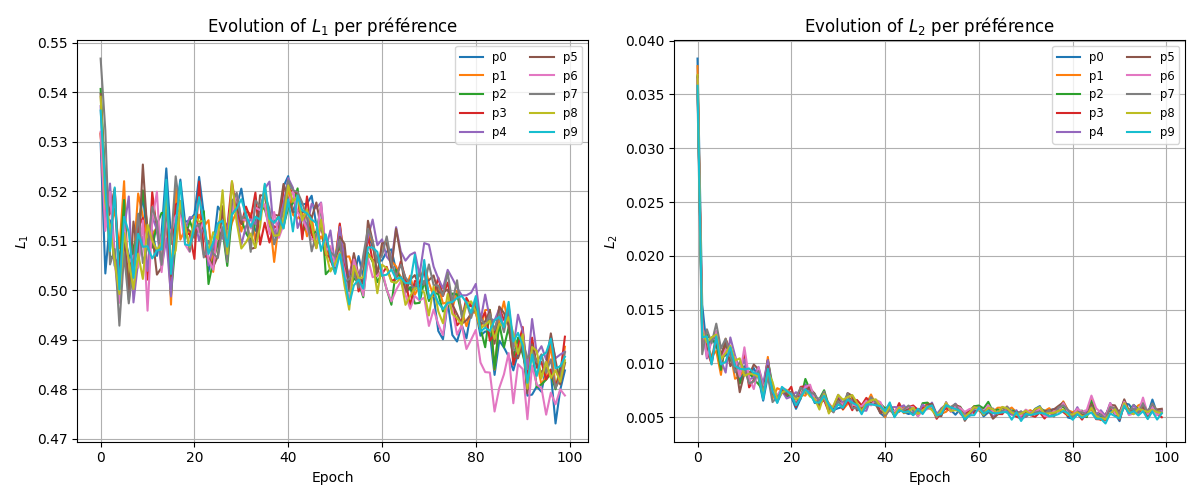 Evolution of L₁ per préférence
0.55
0.54
0.53
0.52
0.51
0.50
0.49
0.48
0.47
L₁
0 20 40 60 80 100
Epoch
p0 p5
p1 p6
p2 p7
p3 p8
p4 p9
Evolution of L₂ per préférence
0.040
0.035
0.030
0.025
0.020
0.015
0.010
0.005
L₂
0 20 40 60 80 100
Epoch
p0 p5
p1 p6
p2 p7
p3 p8
p4 p9